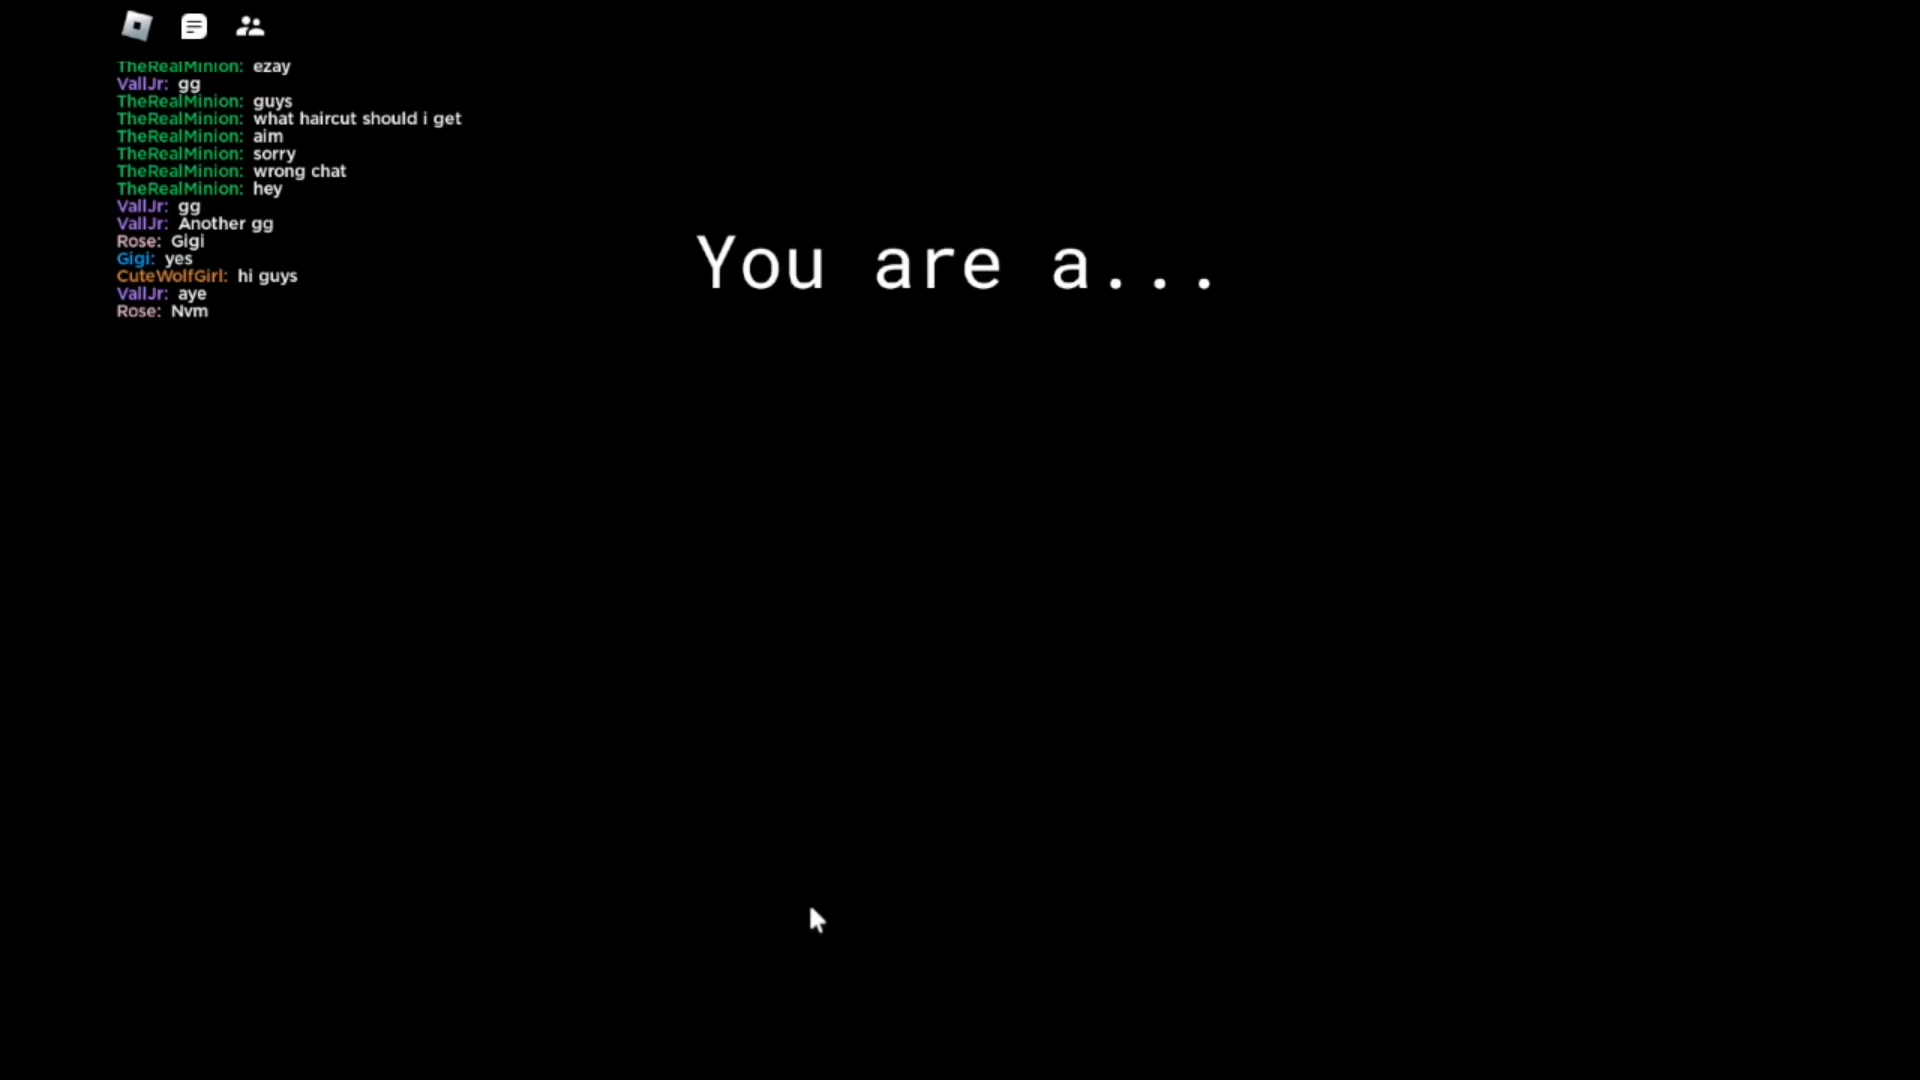 TheRealMinion: ezay
VallJr: gg
TheRealMinion: guys
TheRealMinion: what haircut should i get
TheRealMinion: aim
TheRealMinion: sorry
TheRealMinion: wrong chat
TheRealMinion: hey
VallJr: gg
VallJr: Another gg
Rose: Gigi
Gigi: yes
CuteWolfGirl: hi guys
VallJr: aye
Rose: Nvm
You are a...